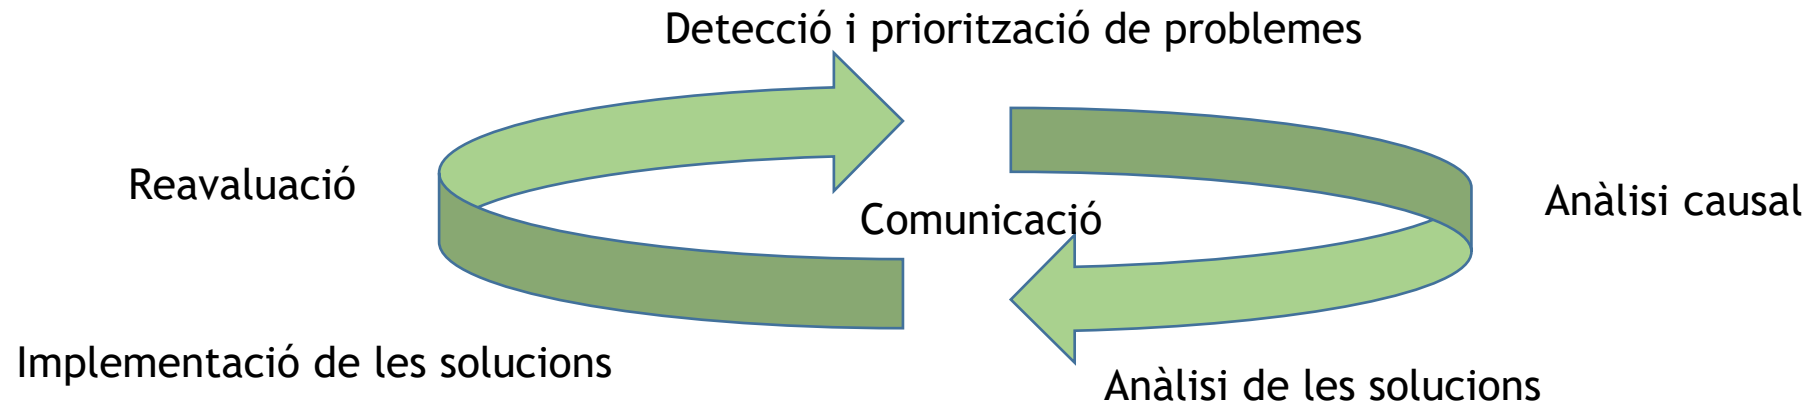 Detecció i priorització de problemes
Reavaluació
Anàlisi causal
Comunicació
Implementació de les solucions
Anàlisi de les solucions